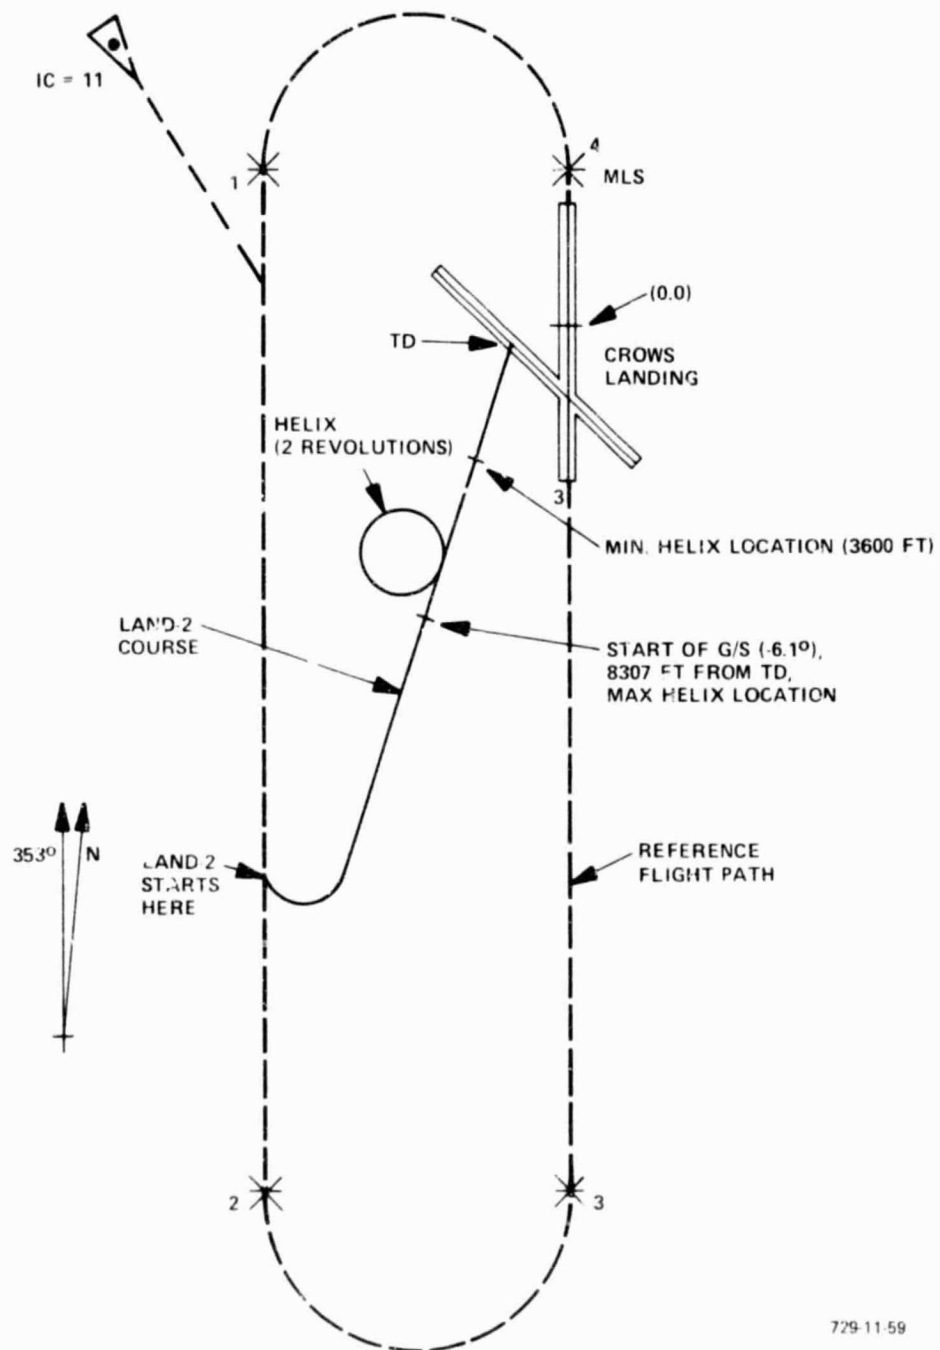 IC = 11
1
4
MLS
(0.0)
TD
CROWS
LANDING
HELIX
(2 REVOLUTIONS)
3
MIN. HELIX LOCATION (3600 FT)
LAND-2
COURSE
START OF G/S (-6.1º),
8307 FT FROM TD,
MAX HELIX LOCATION
353º N
LAND-2
STARTS
HERE
REFERENCE
FLIGHT PATH
2
3
729-11-59